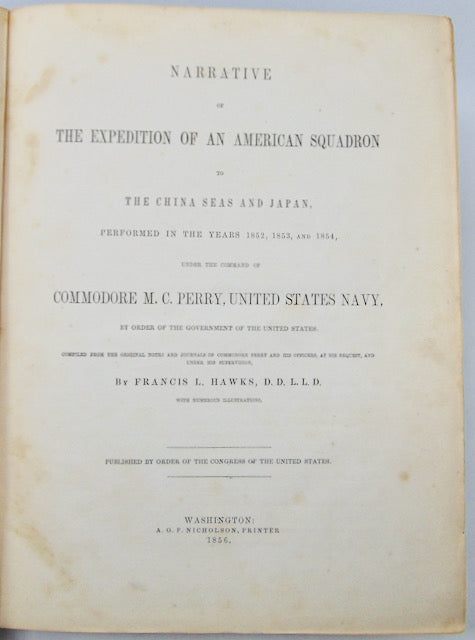 NARRATIVE
OF
THE EXPEDITION OF AN AMERICAN SQUADRON
TO
THE CHINA SEAS AND JAPAN,
PERFORMED IN THE YEARS 1852, 1853, AND 1854,
UNDER THE COMMAND OF
COMMODORE M. C. PERRY, UNITED STATES NAVY,
BY ORDER OF THE GOVERNMENT OF THE UNITED STATES.
COMPILED FROM THE ORIGINAL NOTES AND JOURNALS OF COMMODORE PERRY AND HIS OFFICERS, AT HIS REQUEST, AND
UNDER HIS SUPERVISION,
BY FRANCIS L. HAWKS, D. D. L. L. D.
WITH NUMEROUS ILLUSTRATIONS.
PUBLISHED BY ORDER OF THE CONGRESS OF THE UNITED STATES.
WASHINGTON:
A. O. P. NICHOLSON, PRINTER
1856.